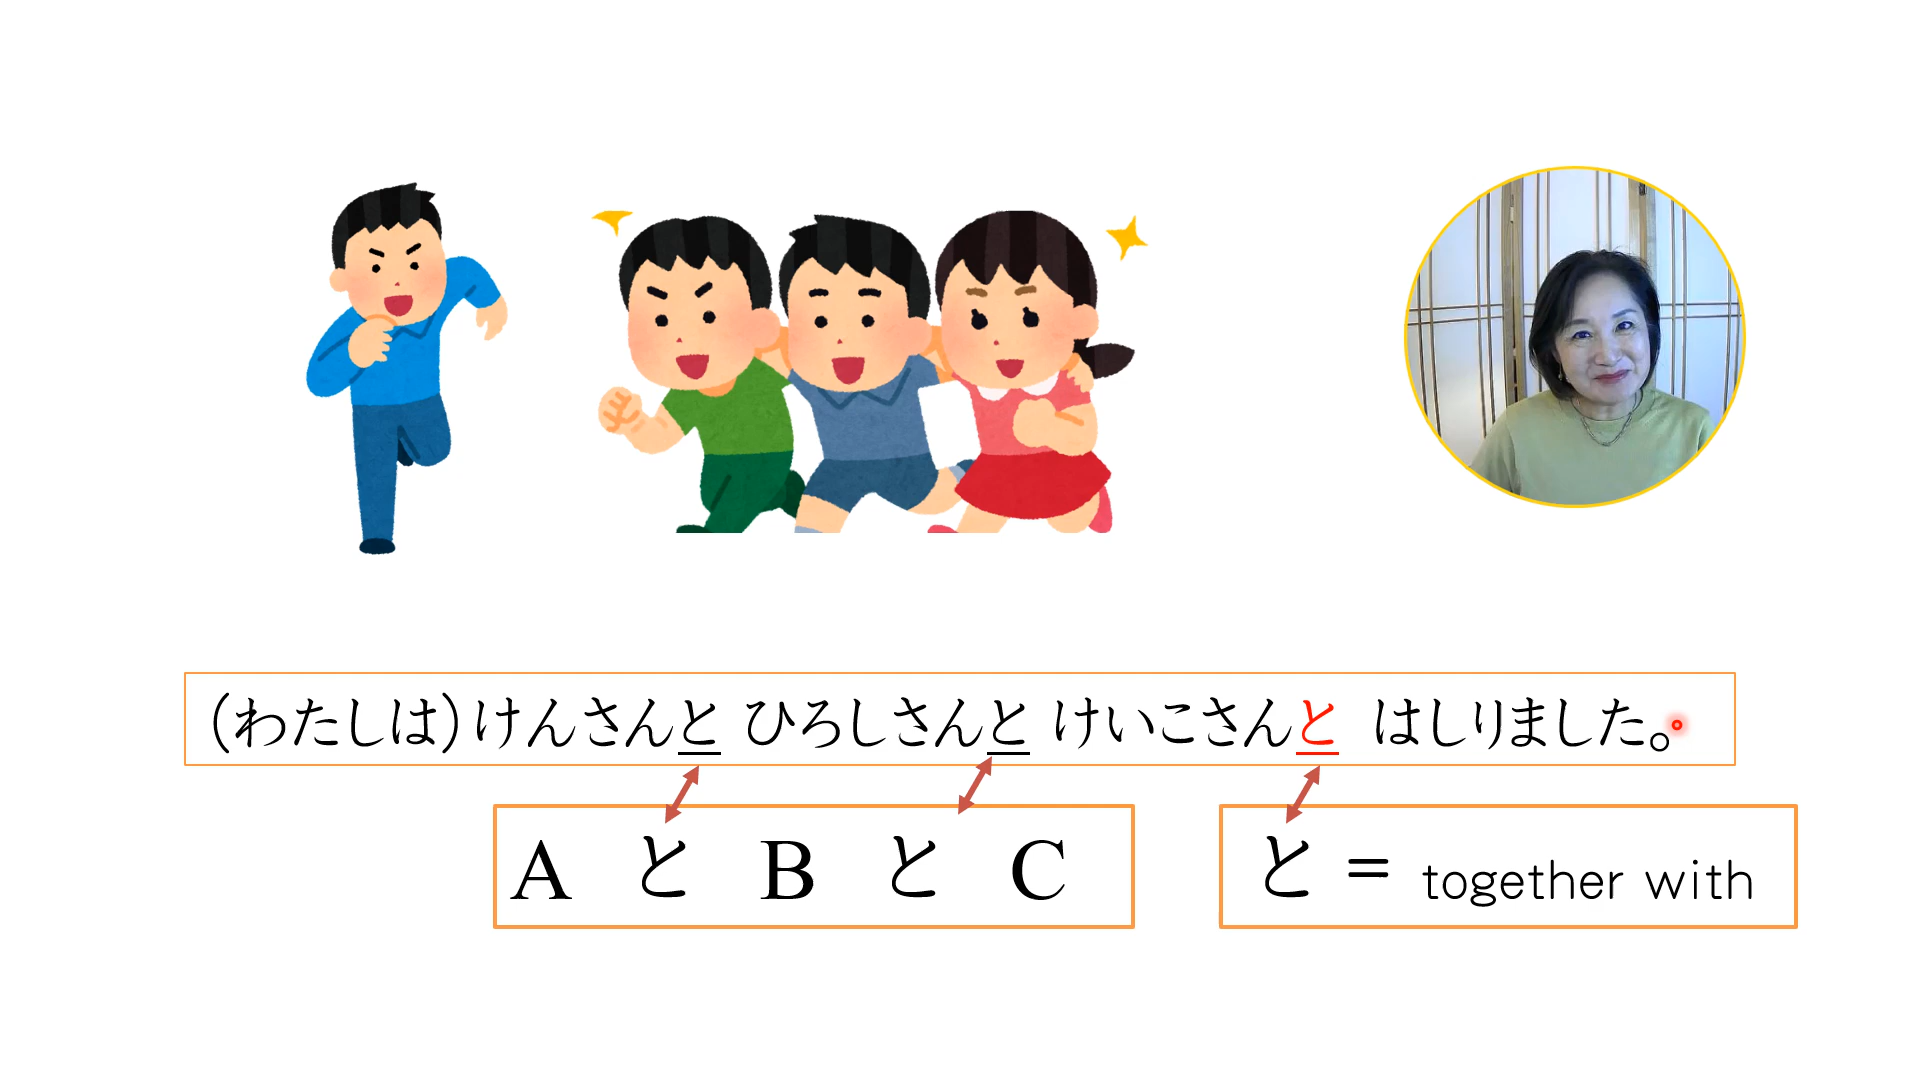 (わたしは)けんさんと ひろしさんと けいこさんと はしりました。
A と B と C
と = together with